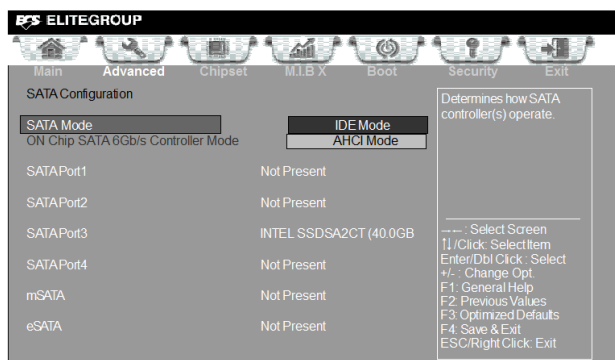 ECS ELITEGROUP
Main Advanced Chipset M.I.B X Boot Security Exit
SATA Configuration
SATA Mode IDE Mode
ON Chip SATA 6Gb/s Controller Mode AHCI Mode
SATAPort1 Not Present
SATAPort2 Not Present
SATAPort3 INTEL SSDSA2CT (40.0GB
SATAPort4 Not Present
mSATA Not Present
eSATA Not Present
Determines how SATA
controller(s) operate.
→← : Select Screen
↑↓/Click: Select Item
Enter/Dbl Click : Select
+/- : Change Opt.
F1: General Help
F2: Previous Values
F3: Optimized Defaults
F4: Save & Exit
ESC/Right Click: Exit